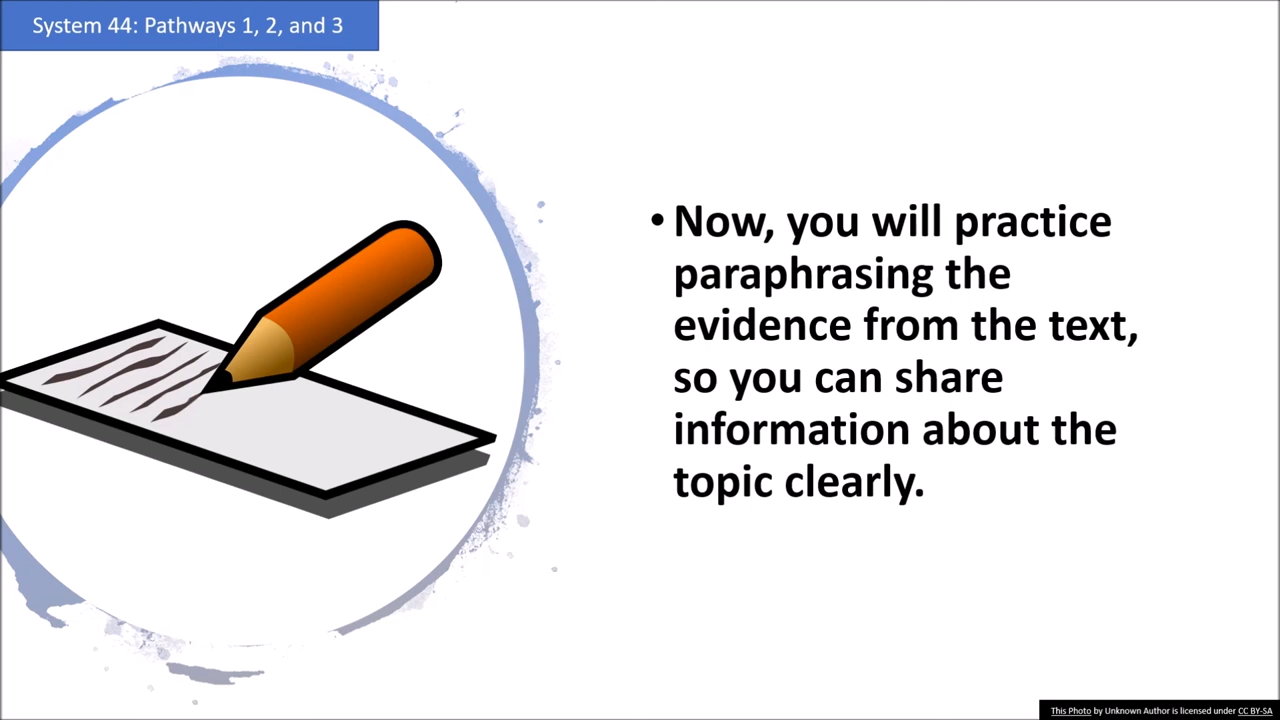 System 44: Pathways 1, 2, and 3
• Now, you will practice
paraphrasing the
evidence from the text,
so you can share
information about the
topic clearly.
This Photo by Unknown Author is licensed under CC BY-SA